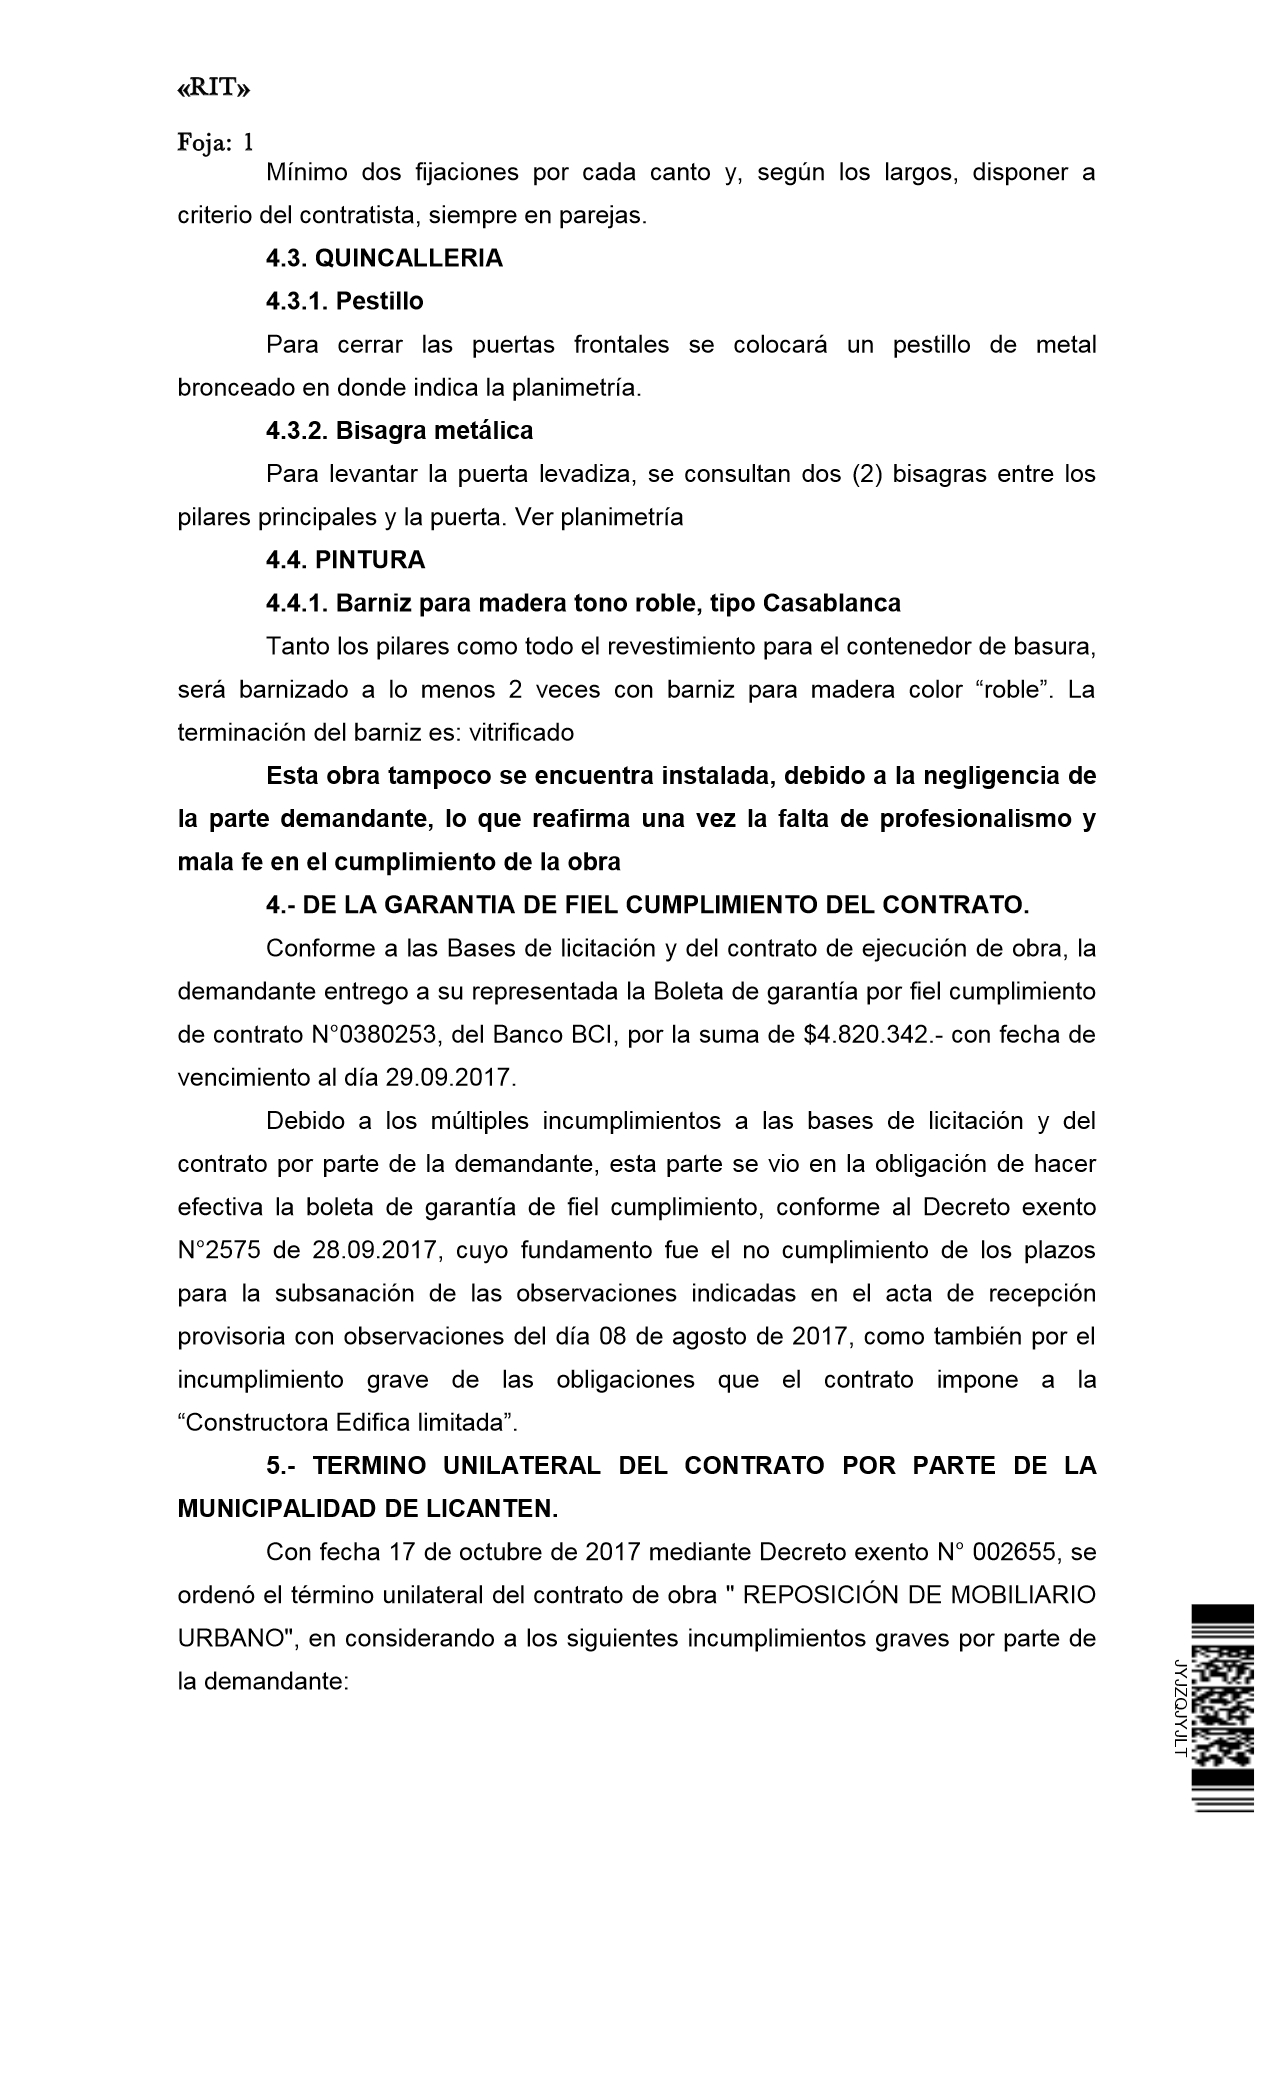 «RIT»
Foja: 1
Mínimo dos fijaciones por cada canto y, según los largos, disponer a
criterio del contratista, siempre en parejas.
4.3. QUINCALLERIA
4.3.1. Pestillo
Para cerrar las puertas frontales se colocará un pestillo de metal
bronceado en donde indica la planimetría.
4.3.2. Bisagra metálica
Para levantar la puerta levadiza, se consultan dos (2) bisagras entre los
pilares principales y la puerta. Ver planimetría
4.4. PINTURA
4.4.1. Barniz para madera tono roble, tipo Casablanca
Tanto los pilares como todo el revestimiento para el contenedor de basura,
será barnizado a lo menos 2 veces con barniz para madera color “roble”. La
terminación del barniz es: vitrificado
Esta obra tampoco se encuentra instalada, debido a la negligencia de
la parte demandante, lo que reafirma una vez la falta de profesionalismo y
mala fe en el cumplimiento de la obra
4.- DE LA GARANTIA DE FIEL CUMPLIMIENTO DEL CONTRATO.
Conforme a las Bases de licitación y del contrato de ejecución de obra, la
demandante entrego a su representada la Boleta de garantía por fiel cumplimiento
de contrato N°0380253, del Banco BCI, por la suma de $4.820.342.- con fecha de
vencimiento al día 29.09.2017.
Debido a los múltiples incumplimientos a las bases de licitación y del
contrato por parte de la demandante, esta parte se vio en la obligación de hacer
efectiva la boleta de garantía de fiel cumplimiento, conforme al Decreto exento
N°2575 de 28.09.2017, cuyo fundamento fue el no cumplimiento de los plazos
para la subsanación de las observaciones indicadas en el acta de recepción
provisoria con observaciones del día 08 de agosto de 2017, como también por el
incumplimiento grave de las obligaciones que el contrato impone a la
“Constructora Edifica limitada”.
5.- TERMINO UNILATERAL DEL CONTRATO POR PARTE DE LA
MUNICIPALIDAD DE LICANTEN.
Con fecha 17 de octubre de 2017 mediante Decreto exento N° 002655, se
ordenó el término unilateral del contrato de obra " REPOSICIÓN DE MOBILIARIO
URBANO", en considerando a los siguientes incumplimientos graves por parte de
la demandante:
JYJZQJYJLT